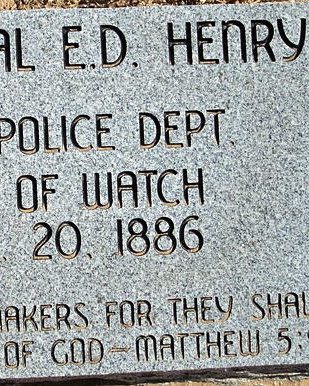 AL E.D. HENRY
POLICE DEPT.
OF WATCH
. 20, 1886
AKERS FOR THEY SHAL
OF GOD – MATTHEW 5: